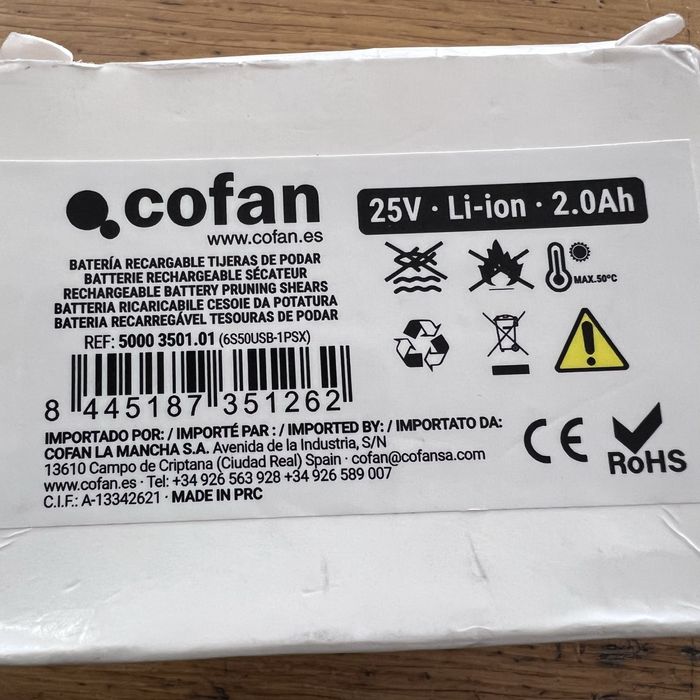 cofan
www.cofan.es
25V · Li-ion · 2.0Ah
MAX.50°C
BATERÍA RECARGABLE TIJERAS DE PODAR
BATTERIE RECHARGEABLE SÉCATEUR
RECHARGEABLE BATTERY PRUNING SHEARS
BATTERIA RICARICABILE CESOIE DA POTATURA
BATERIA RECARREGÁVEL TESOURAS DE PODAR
REF: 5000 3501.01 (6S50USB-1PSX)
8 445187 351262
IMPORTADO POR: / IMPORTÉ PAR : / IMPORTED BY: / IMPORTATO DA:
COFAN LA MANCHA S.A. Avenida de la Industria, S/N
13610 Campo de Criptana (Ciudad Real) Spain · cofan@cofansa.com
www.cofan.es · Tel: +34 926 563 928 +34 926 589 007
C.I.F.: A-13342621 · MADE IN PRC
CE
RoHS